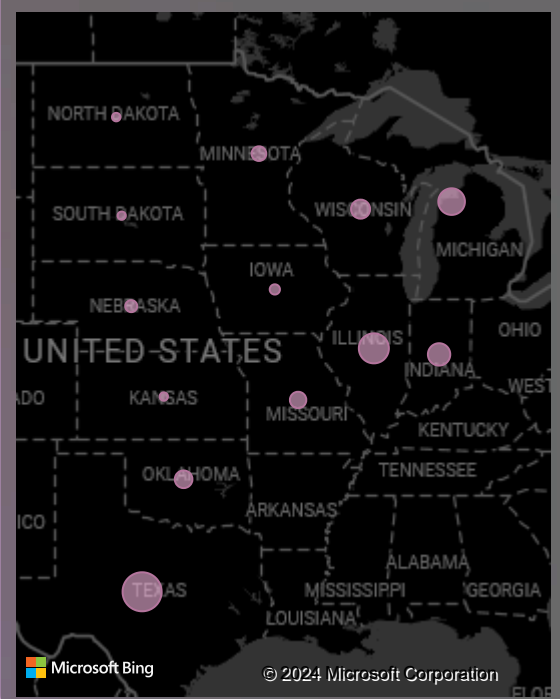 NORTH DAKOTA
MINNESOTA
SOUTH DAKOTA
WISCONSIN
MICHIGAN
IOWA
NEBRASKA
OHIO
ILLINOIS
UNITED STATES
INDIANA
WEST
ADO
KANSAS
MISSOURI
KENTUCKY
TENNESSEE
OKLAHOMA
ARKANSAS
ICO
ALABAMA
TEXAS
MISSISSIPPI
GEORGIA
LOUISIANA
Microsoft Bing
© 2024 Microsoft Corporation
FLOR